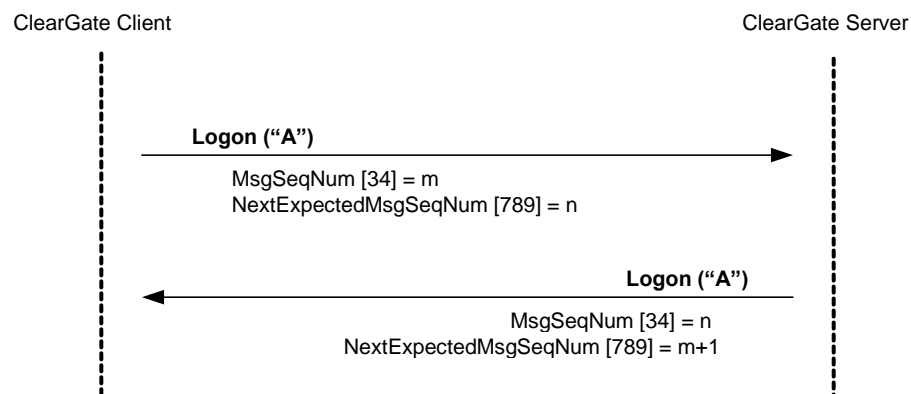 ClearGate Client
ClearGate Server
Logon (“A”)
MsgSeqNum [34] = m
NextExpectedMsgSeqNum [789] = n
Logon (“A”)
MsgSeqNum [34] = n
NextExpectedMsgSeqNum [789] = m+1